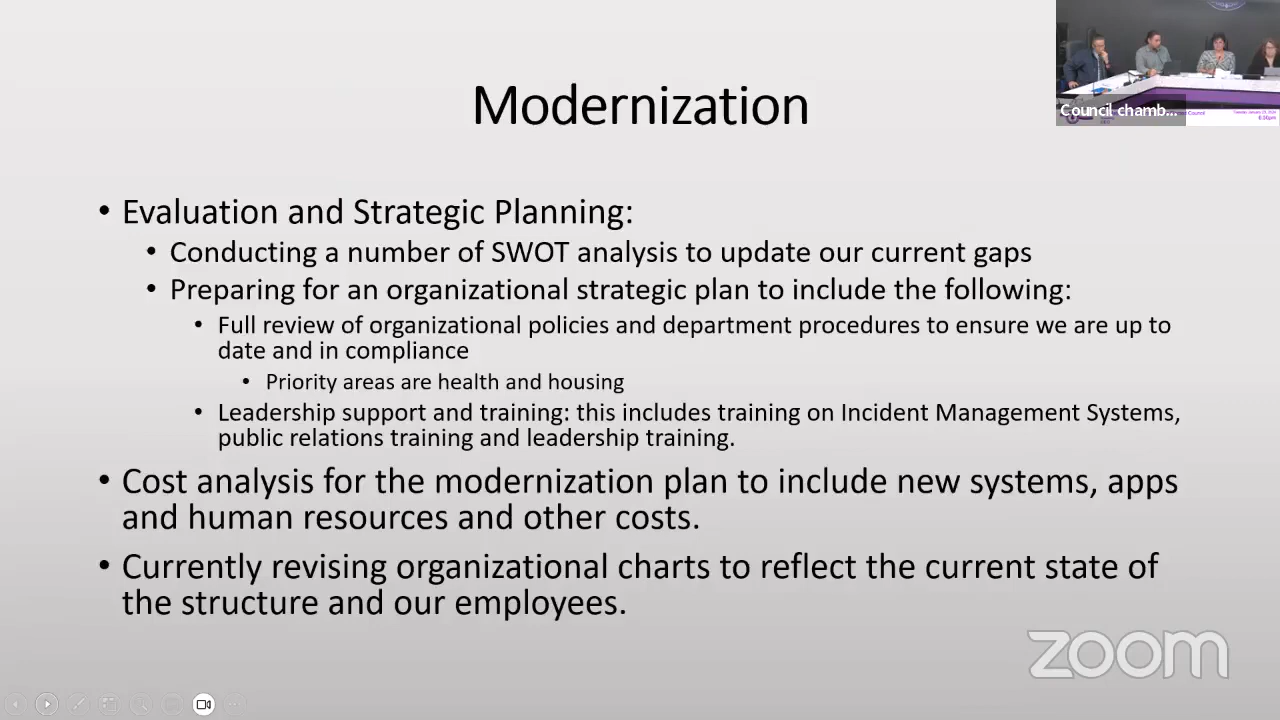 Modernization
Council chamb...
• Evaluation and Strategic Planning:
• Conducting a number of SWOT analysis to update our current gaps
• Preparing for an organizational strategic plan to include the following:
• Full review of organizational policies and department procedures to ensure we are up to
date and in compliance
• Priority areas are health and housing
• Leadership support and training: this includes training on Incident Management Systems,
public relations training and leadership training.
• Cost analysis for the modernization plan to include new systems, apps
and human resources and other costs.
• Currently revising organizational charts to reflect the current state of
the structure and our employees.
zoom